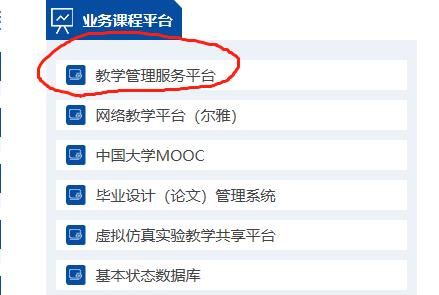 业务课程平台
教学管理服务平台
网络教学平台（尔雅）
中国大学MOOC
毕业设计（论文）管理系统
虚拟仿真实验教学共享平台
基本状态数据库